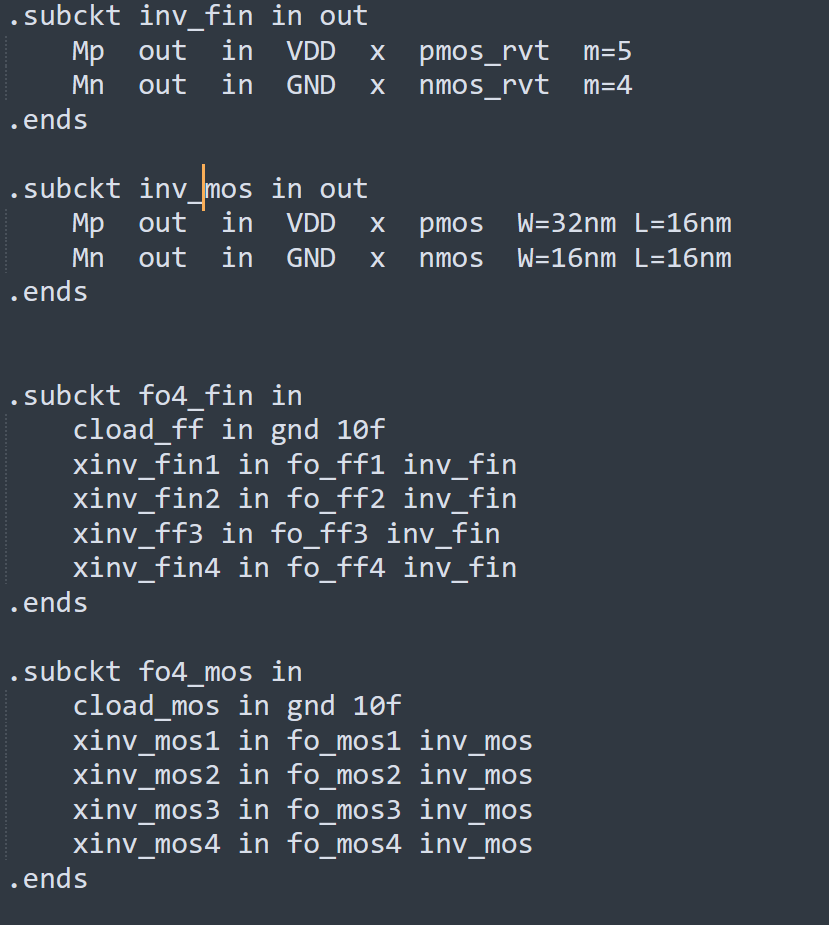 .subckt inv_fin in out
Mp out in VDD x pmos_rvt m=5
Mn out in GND x nmos_rvt m=4
.ends
.subckt inv_mos in out
Mp out in VDD x pmos W=32nm L=16nm
Mn out in GND x nmos W=16nm L=16nm
.ends
.subckt fo4_fin in
cload_ff in gnd 10f
xinv_fin1 in fo_ff1 inv_fin
xinv_fin2 in fo_ff2 inv_fin
xinv_ff3 in fo_ff3 inv_fin
xinv_fin4 in fo_ff4 inv_fin
.ends
.subckt fo4_mos in
cload_mos in gnd 10f
xinv_mos1 in fo_mos1 inv_mos
xinv_mos2 in fo_mos2 inv_mos
xinv_mos3 in fo_mos3 inv_mos
xinv_mos4 in fo_mos4 inv_mos
.ends